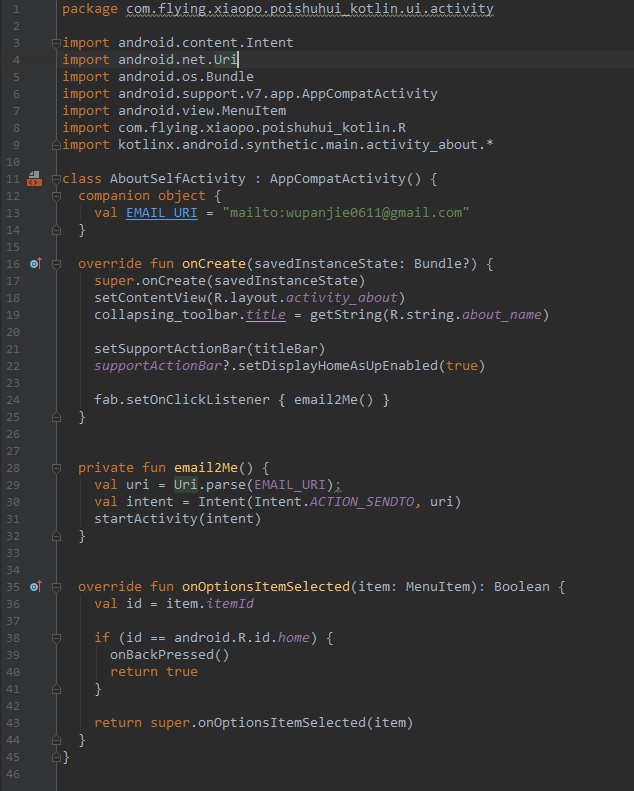 1 package com.flying.xiaopo.poishuhui_kotlin.ui.activity
2
3 import android.content.Intent
4 import android.net.Uri
5 import android.os.Bundle
6 import android.support.v7.app.AppCompatActivity
7 import android.view.MenuItem
8 import com.flying.xiaopo.poishuhui_kotlin.R
9 import kotlinx.android.synthetic.main.activity_about.*
10
11 class AboutSelfActivity : AppCompatActivity() {
12   companion object {
13     val EMAIL_URI = "mailto:wupanjie0611@gmail.com"
14   }
15
16   override fun onCreate(savedInstanceState: Bundle?) {
17     super.onCreate(savedInstanceState)
18     setContentView(R.layout.activity_about)
19     collapsing_toolbar.title = getString(R.string.about_name)
20
21     setSupportActionBar(titleBar)
22     supportActionBar?.setDisplayHomeAsUpEnabled(true)
23
24     fab.setOnClickListener { email2Me() }
25   }
26
27
28   private fun email2Me() {
29     val uri = Uri.parse(EMAIL_URI);
30     val intent = Intent(Intent.ACTION_SENDTO, uri)
31     startActivity(intent)
32   }
33
34
35   override fun onOptionsItemSelected(item: MenuItem): Boolean {
36     val id = item.itemId
37
38     if (id == android.R.id.home) {
39       onBackPressed()
40       return true
41     }
42
43     return super.onOptionsItemSelected(item)
44   }
45 }
46